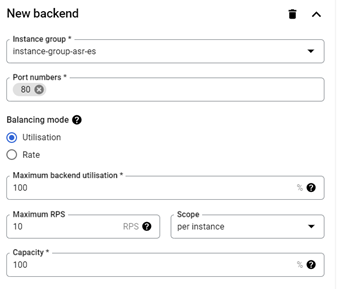 New backend
Instance group *
instance-group-asr-es
Port numbers *
80
Balancing mode ?
Utilisation
Rate
Maximum backend utilisation *
100 % ?
Maximum RPS
10 RPS ?
Scope
per instance
Capacity *
100 % ?